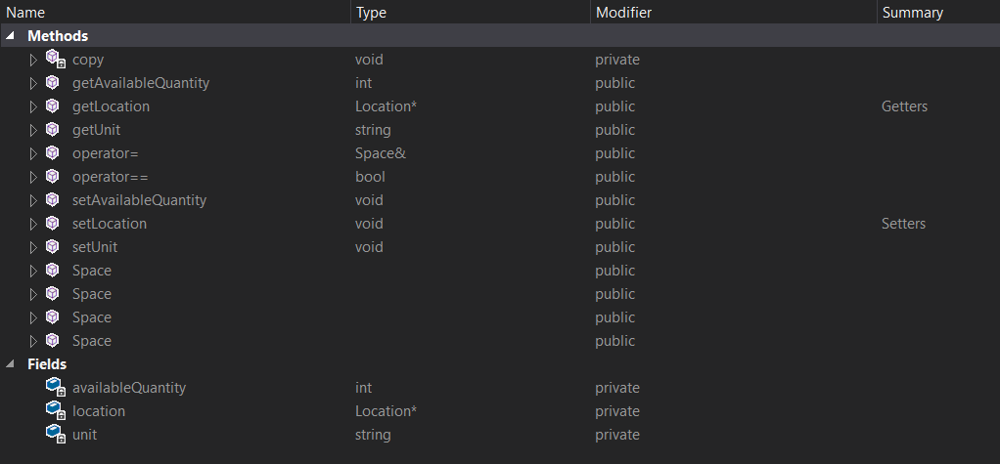 Name Type Modifier Summary
Methods
copy void private
getAvailableQuantity int public
getLocation Location* public Getters
getUnit string public
operator= Space& public
operator== bool public
setAvailableQuantity void public
setLocation void public Setters
setUnit void public
Space public
Space public
Space public
Space public
Fields
availableQuantity int private
location Location* private
unit string private